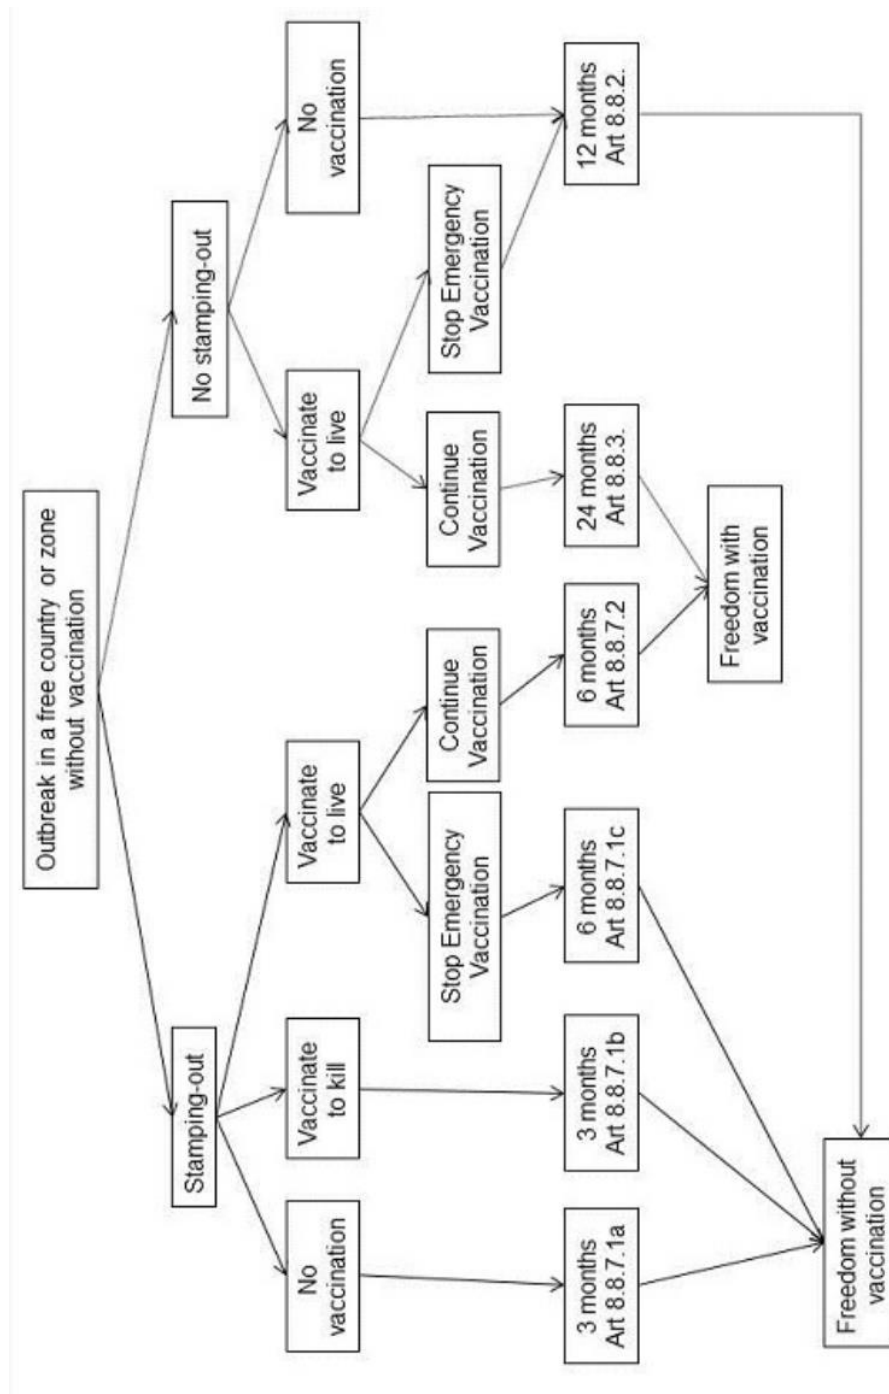 Outbreak in a free country or zone
without vaccination
Stamping-out
No stamping-out
No
vaccination
Vaccinate
to kill
Vaccinate
to live
Vaccinate
to live
No
vaccination
Stop Emergency
Vaccination
Continue
Vaccination
Continue
Vaccination
Stop Emergency
Vaccination
3 months
Art 8.8.7.1a
3 months
Art 8.8.7.1b
6 months
Art 8.8.7.1c
6 months
Art 8.8.7.2
24 months
Art 8.8.3.
12 months
Art 8.8.2.
Freedom with
vaccination
Freedom without
vaccination